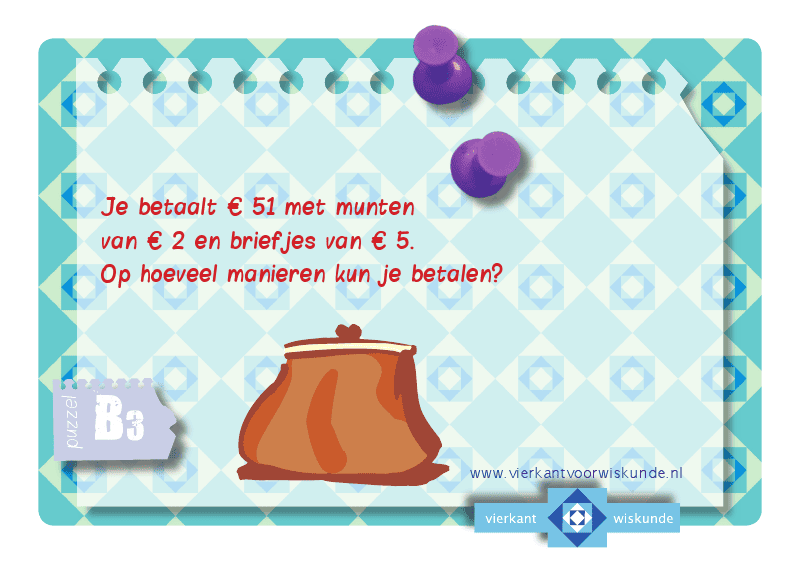 Je betaalt € 51 met munten
van € 2 en briefjes van € 5.
Op hoeveel manieren kun je betalen?
puzzel
B3
www.vierkantvoorwiskunde.nl
vierkant wiskunde